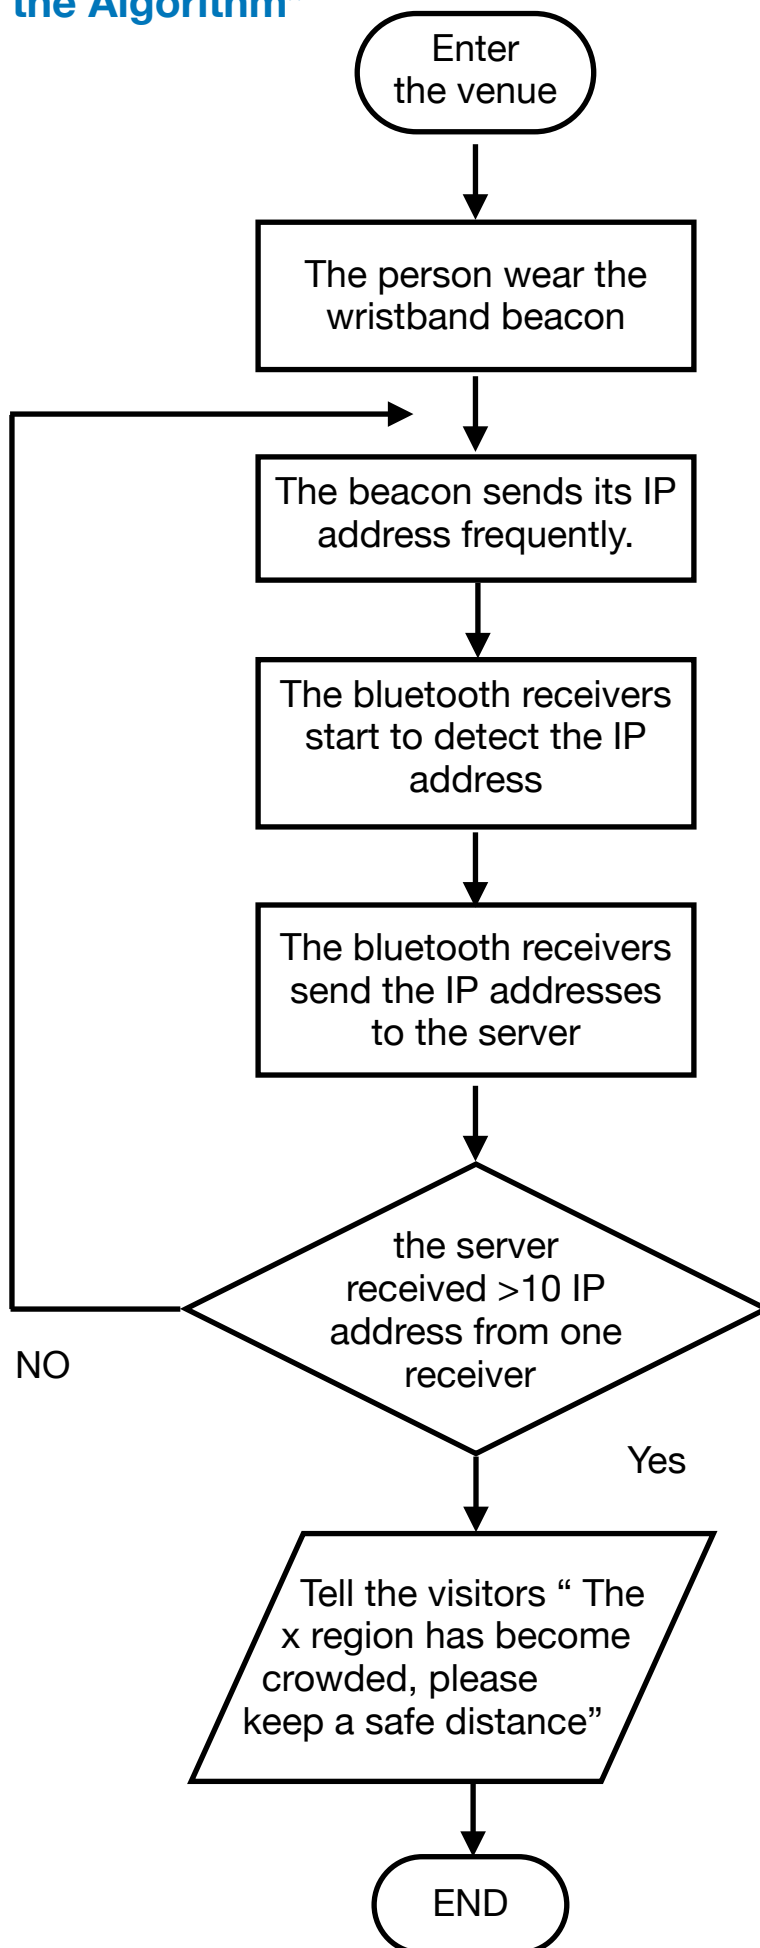 the Algorithm"
Enter
the venue
The person wear the
wristband beacon
The beacon sends its IP
address frequently.
The bluetooth receivers
start to detect the IP
address
The bluetooth receivers
send the IP addresses
to the server
the server
received >10 IP
address from one
receiver
NO
Yes
Tell the visitors “ The
x region has become
crowded, please
keep a safe distance”
END